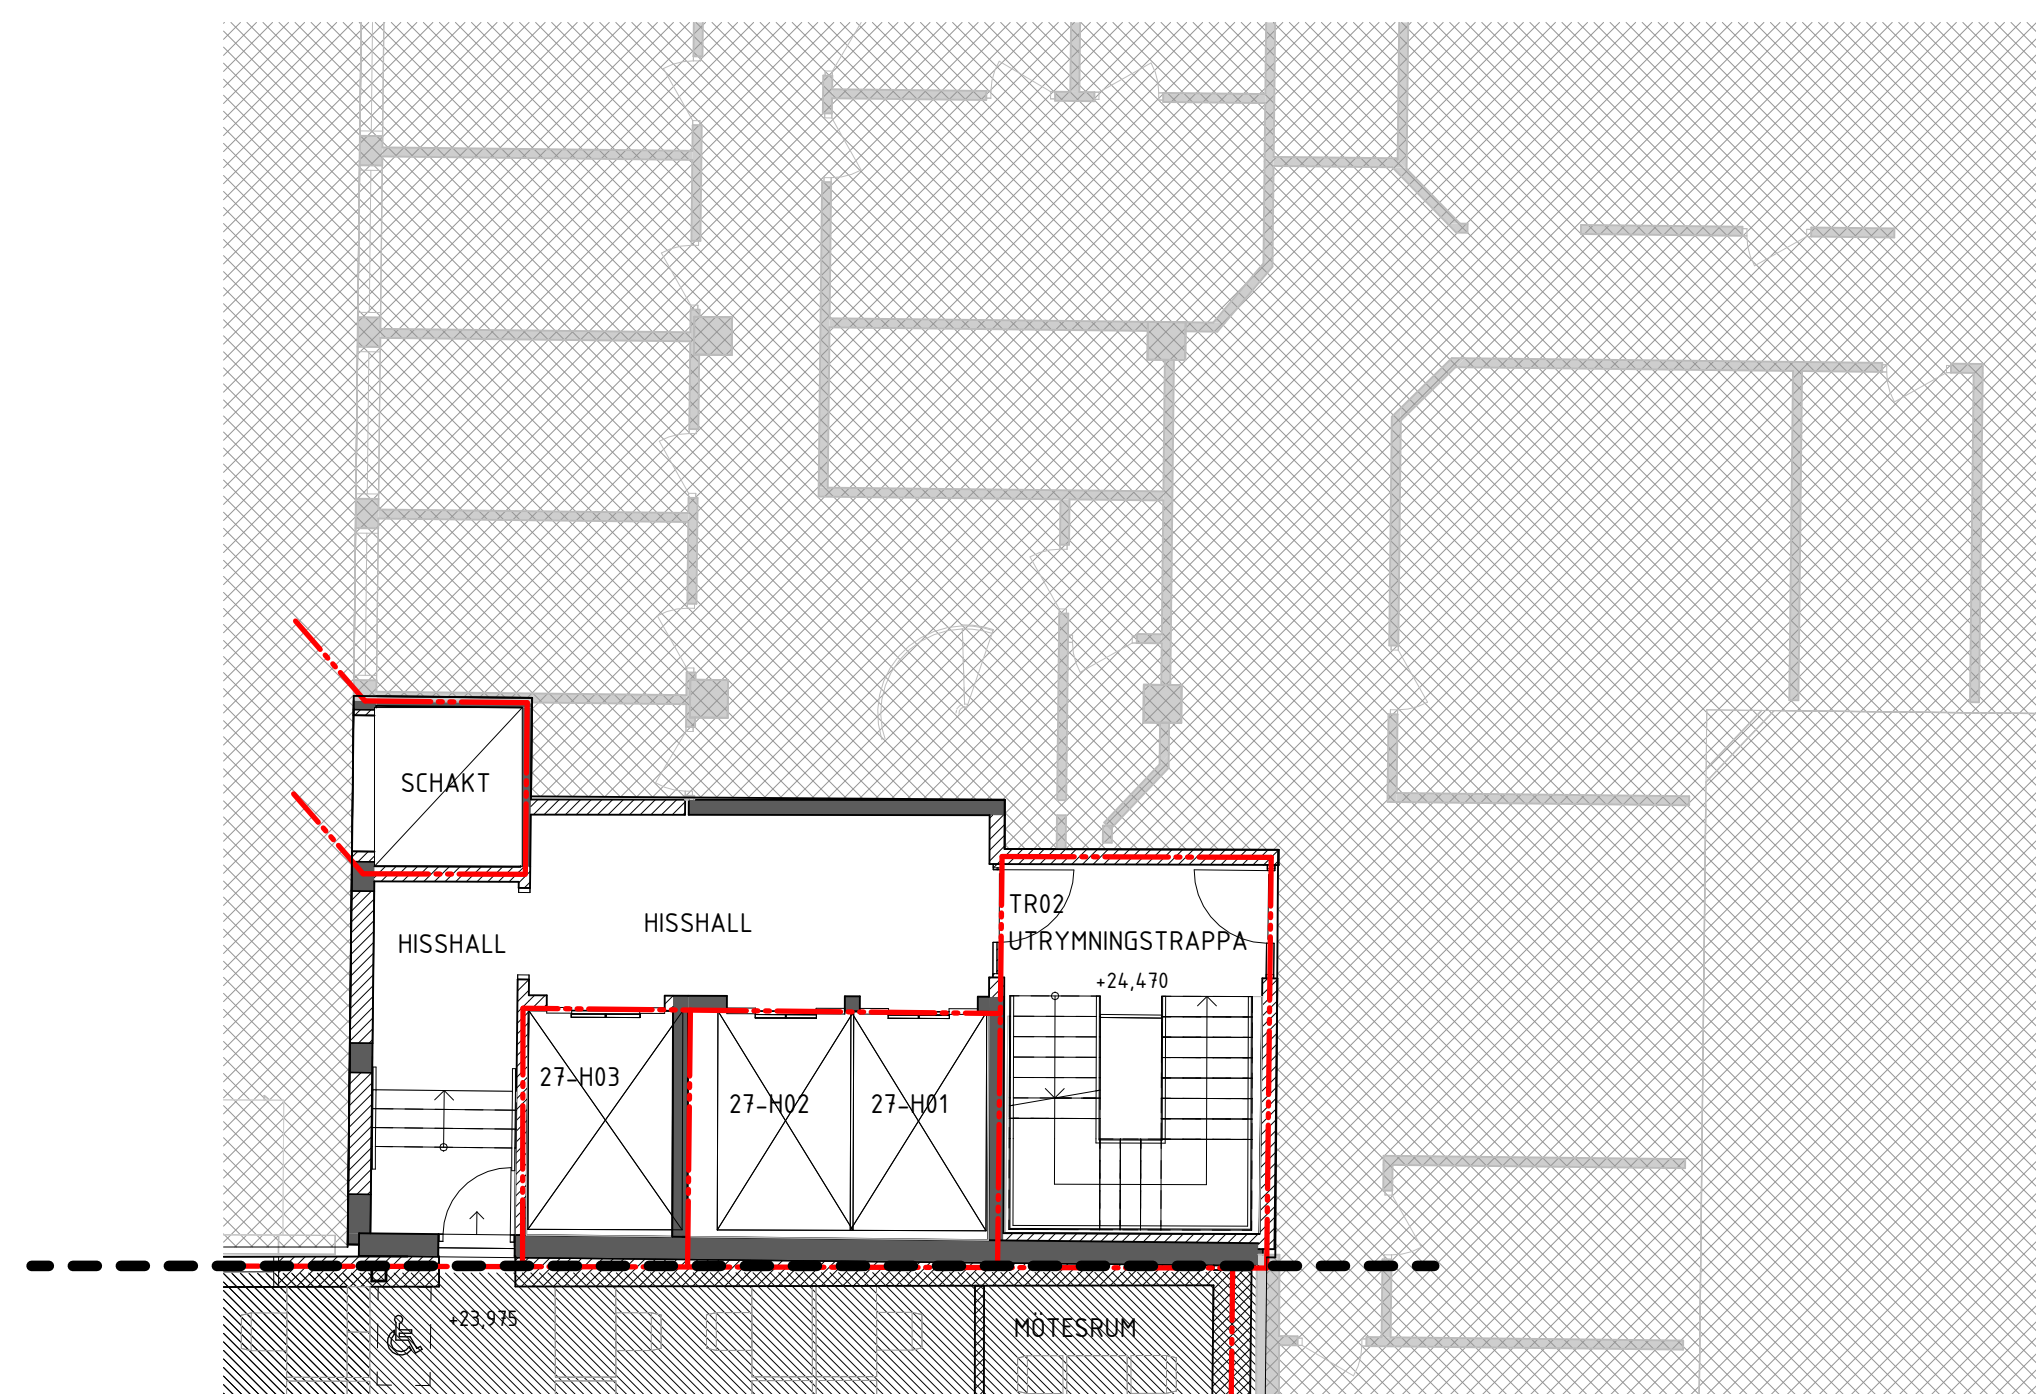 SCHAKT
HISSHALL
HISSHALL
TR02
UTRYMNINGSTRAPPA
+24,470
27-H03
27-H02
27-H01
+23,975
MÖTESRUM